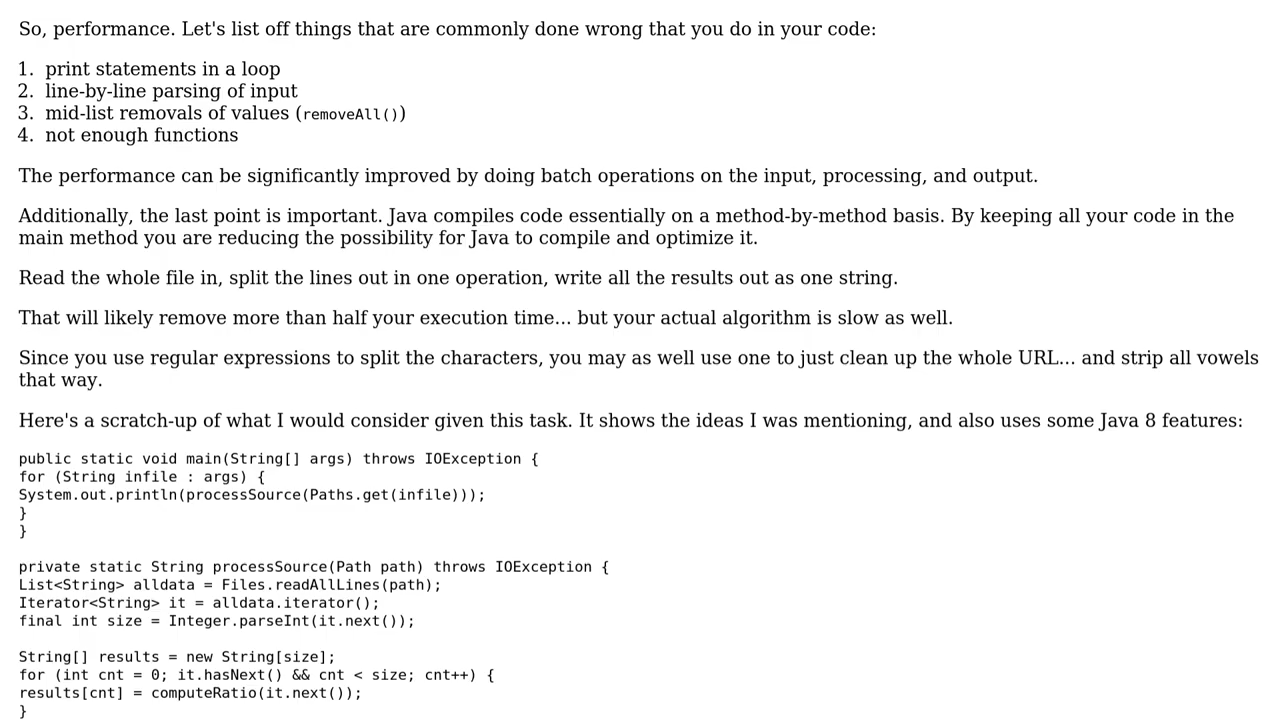 So, performance. Let's list off things that are commonly done wrong that you do in your code:
1. print statements in a loop
2. line-by-line parsing of input
3. mid-list removals of values (removeAll())
4. not enough functions
The performance can be significantly improved by doing batch operations on the input, processing, and output.
Additionally, the last point is important. Java compiles code essentially on a method-by-method basis. By keeping all your code in the
main method you are reducing the possibility for Java to compile and optimize it.
Read the whole file in, split the lines out in one operation, write all the results out as one string.
That will likely remove more than half your execution time... but your actual algorithm is slow as well.
Since you use regular expressions to split the characters, you may as well use one to just clean up the whole URL... and strip all vowels
that way.
Here's a scratch-up of what I would consider given this task. It shows the ideas I was mentioning, and also uses some Java 8 features:
public static void main(String[] args) throws IOException {
for (String infile : args) {
System.out.println(processSource(Paths.get(infile)));
}
}
private static String processSource(Path path) throws IOException {
List<String> alldata = Files.readAllLines(path);
Iterator<String> it = alldata.iterator();
final int size = Integer.parseInt(it.next());
String[] results = new String[size];
for (int cnt = 0; it.hasNext() && cnt < size; cnt++) {
results[cnt] = computeRatio(it.next());
}